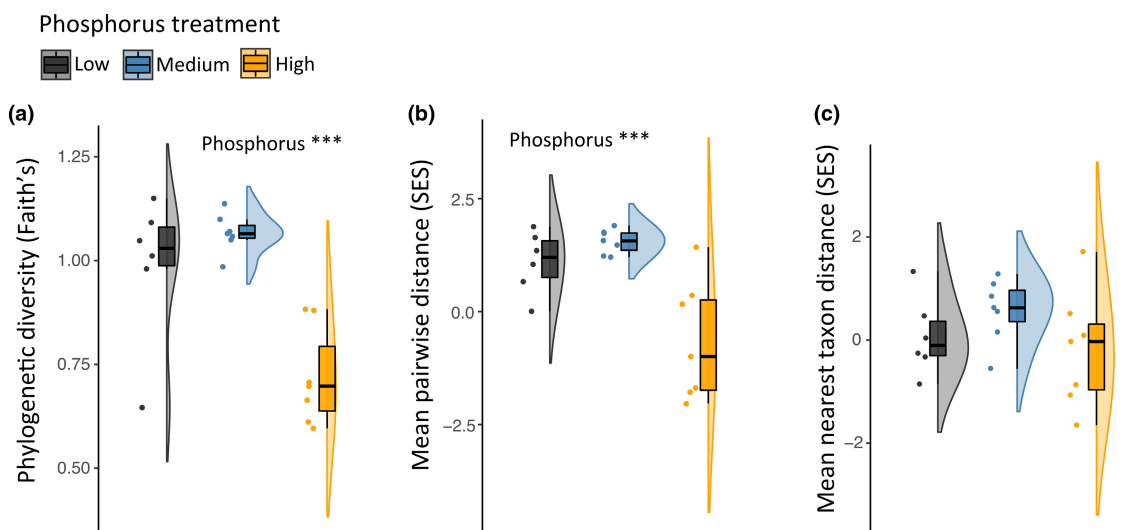 Phosphorus treatment
Low Medium High
(a)
Phosphorus ***
Phylogenetic diversity (Faith's)
1.25
1.00
0.75
0.50
(b)
Phosphorus ***
Mean pairwise distance (SES)
2.5
0.0
−2.5
(c)
Mean nearest taxon distance (SES)
2
0
−2